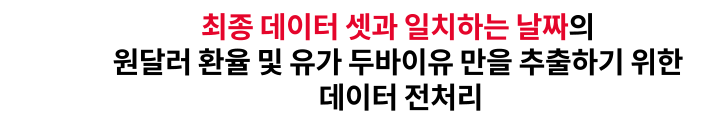 최종 데이터 셋과 일치하는 날짜의
원달러 환율 및 유가 두바이유 만을 추출하기 위한
데이터 전처리